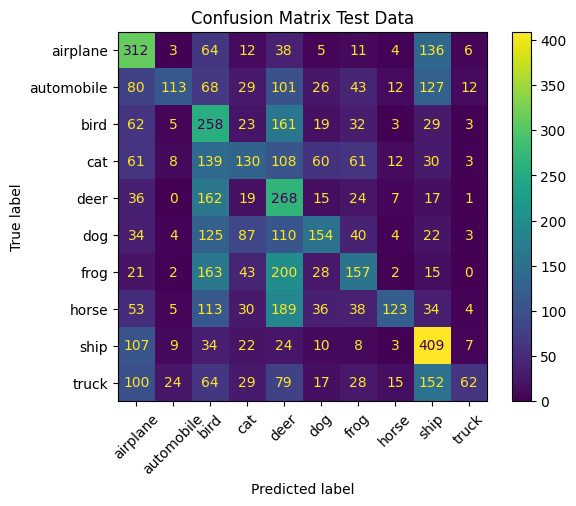 Confusion Matrix Test Data
True label
airplane 312 3 64 12 38 5 11 4 136 6
automobile 80 113 68 29 101 26 43 12 127 12
bird 62 5 258 23 161 19 32 3 29 3
cat 61 8 139 130 108 60 61 12 30 3
deer 36 0 162 19 268 15 24 7 17 1
dog 34 4 125 87 110 154 40 4 22 3
frog 21 2 163 43 200 28 157 2 15 0
horse 53 5 113 30 189 36 38 123 34 4
ship 107 9 34 22 24 10 8 3 409 7
truck 100 24 64 29 79 17 28 15 152 62
airplane automobile bird cat deer dog frog horse ship truck
Predicted label
400
350
300
250
200
150
100
50
0